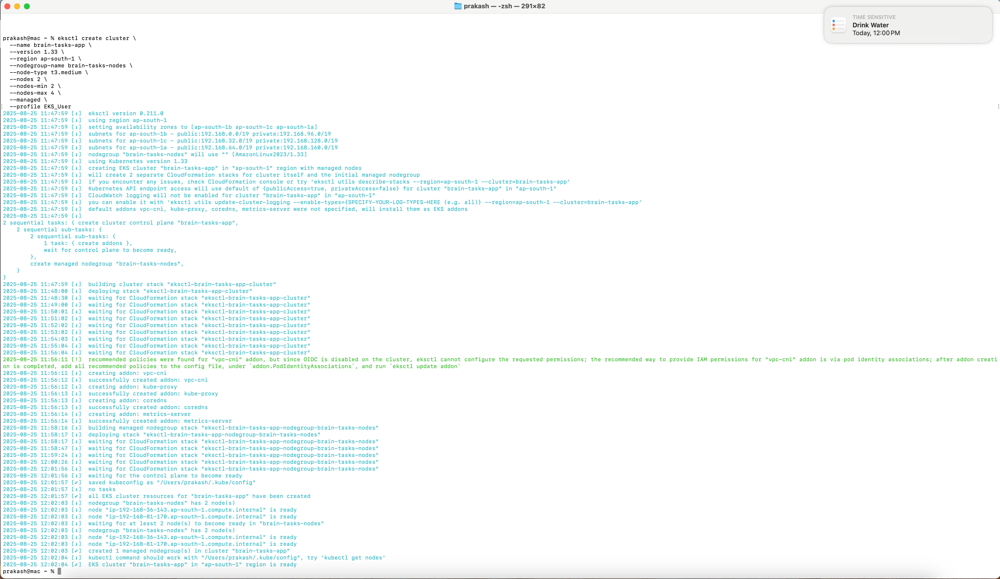 prakash — -zsh — 291×82
TIME SENSITIVE
Drink Water
Today, 12:00 PM
prakash@mac ~ % eksctl create cluster \
  --name brain-tasks-app \
  --version 1.33 \
  --region ap-south-1 \
  --nodegroup-name brain-tasks-nodes \
  --node-type t3.medium \
  --nodes 2 \
  --nodes-min 2 \
  --nodes-max 4 \
  --managed \
[  --profile EKS_User ]
2025-08-25 11:47:59 [ℹ]  eksctl version 0.211.0
2025-08-25 11:47:59 [ℹ]  using region ap-south-1
2025-08-25 11:47:59 [ℹ]  setting availability zones to [ap-south-1b ap-south-1c ap-south-1a]
2025-08-25 11:47:59 [ℹ]  subnets for ap-south-1b - public:192.168.0.0/19 private:192.168.96.0/19
2025-08-25 11:47:59 [ℹ]  subnets for ap-south-1c - public:192.168.32.0/19 private:192.168.128.0/19
2025-08-25 11:47:59 [ℹ]  subnets for ap-south-1a - public:192.168.64.0/19 private:192.168.160.0/19
2025-08-25 11:47:59 [ℹ]  nodegroup "brain-tasks-nodes" will use "" [AmazonLinux2023/1.33]
2025-08-25 11:47:59 [ℹ]  using Kubernetes version 1.33
2025-08-25 11:47:59 [ℹ]  creating EKS cluster "brain-tasks-app" in "ap-south-1" region with managed nodes
2025-08-25 11:47:59 [ℹ]  will create 2 separate CloudFormation stacks for cluster itself and the initial managed nodegroup
2025-08-25 11:47:59 [ℹ]  if you encounter any issues, check CloudFormation console or try 'eksctl utils describe-stacks --region=ap-south-1 --cluster=brain-tasks-app'
2025-08-25 11:47:59 [ℹ]  Kubernetes API endpoint access will use default of {publicAccess=true, privateAccess=false} for cluster "brain-tasks-app" in "ap-south-1"
2025-08-25 11:47:59 [ℹ]  CloudWatch logging will not be enabled for cluster "brain-tasks-app" in "ap-south-1"
2025-08-25 11:47:59 [ℹ]  you can enable it with 'eksctl utils update-cluster-logging --enable-types={SPECIFY-YOUR-LOG-TYPES-HERE (e.g. all)} --region=ap-south-1 --cluster=brain-tasks-app'
2025-08-25 11:47:59 [ℹ]  default addons vpc-cni, kube-proxy, coredns, metrics-server were not specified, will install them as EKS addons
2025-08-25 11:47:59 [ℹ]
2 sequential tasks: { create cluster control plane "brain-tasks-app",
    2 sequential sub-tasks: {
        2 sequential sub-tasks: {
            1 task: { create addons },
            wait for control plane to become ready,
        },
        create managed nodegroup "brain-tasks-nodes",
    }
}
2025-08-25 11:47:59 [ℹ]  building cluster stack "eksctl-brain-tasks-app-cluster"
2025-08-25 11:48:00 [ℹ]  deploying stack "eksctl-brain-tasks-app-cluster"
2025-08-25 11:48:30 [ℹ]  waiting for CloudFormation stack "eksctl-brain-tasks-app-cluster"
2025-08-25 11:49:00 [ℹ]  waiting for CloudFormation stack "eksctl-brain-tasks-app-cluster"
2025-08-25 11:50:01 [ℹ]  waiting for CloudFormation stack "eksctl-brain-tasks-app-cluster"
2025-08-25 11:51:02 [ℹ]  waiting for CloudFormation stack "eksctl-brain-tasks-app-cluster"
2025-08-25 11:52:02 [ℹ]  waiting for CloudFormation stack "eksctl-brain-tasks-app-cluster"
2025-08-25 11:53:02 [ℹ]  waiting for CloudFormation stack "eksctl-brain-tasks-app-cluster"
2025-08-25 11:54:03 [ℹ]  waiting for CloudFormation stack "eksctl-brain-tasks-app-cluster"
2025-08-25 11:55:04 [ℹ]  waiting for CloudFormation stack "eksctl-brain-tasks-app-cluster"
2025-08-25 11:56:04 [ℹ]  waiting for CloudFormation stack "eksctl-brain-tasks-app-cluster"
2025-08-25 11:56:11 [!]  recommended policies were found for "vpc-cni" addon, but since OIDC is disabled on the cluster, eksctl cannot configure the requested permissions; the recommended way to provide IAM permissions for "vpc-cni" addon is via pod identity associations; after addon creati
on is completed, add all recommended policies to the config file, under `addon.PodIdentityAssociations`, and run `eksctl update addon`
2025-08-25 11:56:11 [ℹ]  creating addon: vpc-cni
2025-08-25 11:56:12 [ℹ]  successfully created addon: vpc-cni
2025-08-25 11:56:12 [ℹ]  creating addon: kube-proxy
2025-08-25 11:56:13 [ℹ]  successfully created addon: kube-proxy
2025-08-25 11:56:13 [ℹ]  creating addon: coredns
2025-08-25 11:56:13 [ℹ]  successfully created addon: coredns
2025-08-25 11:56:14 [ℹ]  creating addon: metrics-server
2025-08-25 11:56:14 [ℹ]  successfully created addon: metrics-server
2025-08-25 11:58:16 [ℹ]  building managed nodegroup stack "eksctl-brain-tasks-app-nodegroup-brain-tasks-nodes"
2025-08-25 11:58:17 [ℹ]  deploying stack "eksctl-brain-tasks-app-nodegroup-brain-tasks-nodes"
2025-08-25 11:58:17 [ℹ]  waiting for CloudFormation stack "eksctl-brain-tasks-app-nodegroup-brain-tasks-nodes"
2025-08-25 11:58:47 [ℹ]  waiting for CloudFormation stack "eksctl-brain-tasks-app-nodegroup-brain-tasks-nodes"
2025-08-25 11:59:24 [ℹ]  waiting for CloudFormation stack "eksctl-brain-tasks-app-nodegroup-brain-tasks-nodes"
2025-08-25 12:00:26 [ℹ]  waiting for CloudFormation stack "eksctl-brain-tasks-app-nodegroup-brain-tasks-nodes"
2025-08-25 12:01:56 [ℹ]  waiting for CloudFormation stack "eksctl-brain-tasks-app-nodegroup-brain-tasks-nodes"
2025-08-25 12:01:56 [ℹ]  waiting for the control plane to become ready
2025-08-25 12:01:57 [✔]  saved kubeconfig as "/Users/prakash/.kube/config"
2025-08-25 12:01:57 [ℹ]  no tasks
2025-08-25 12:01:57 [✔]  all EKS cluster resources for "brain-tasks-app" have been created
2025-08-25 12:02:03 [ℹ]  nodegroup "brain-tasks-nodes" has 2 node(s)
2025-08-25 12:02:03 [ℹ]  node "ip-192-168-36-143.ap-south-1.compute.internal" is ready
2025-08-25 12:02:03 [ℹ]  node "ip-192-168-81-170.ap-south-1.compute.internal" is ready
2025-08-25 12:02:03 [ℹ]  waiting for at least 2 node(s) to become ready in "brain-tasks-nodes"
2025-08-25 12:02:03 [ℹ]  nodegroup "brain-tasks-nodes" has 2 node(s)
2025-08-25 12:02:03 [ℹ]  node "ip-192-168-36-143.ap-south-1.compute.internal" is ready
2025-08-25 12:02:03 [ℹ]  node "ip-192-168-81-170.ap-south-1.compute.internal" is ready
2025-08-25 12:02:03 [✔]  created 1 managed nodegroup(s) in cluster "brain-tasks-app"
2025-08-25 12:02:04 [ℹ]  kubectl command should work with "/Users/prakash/.kube/config", try 'kubectl get nodes'
2025-08-25 12:02:04 [✔]  EKS cluster "brain-tasks-app" in "ap-south-1" region is ready
prakash@mac ~ %